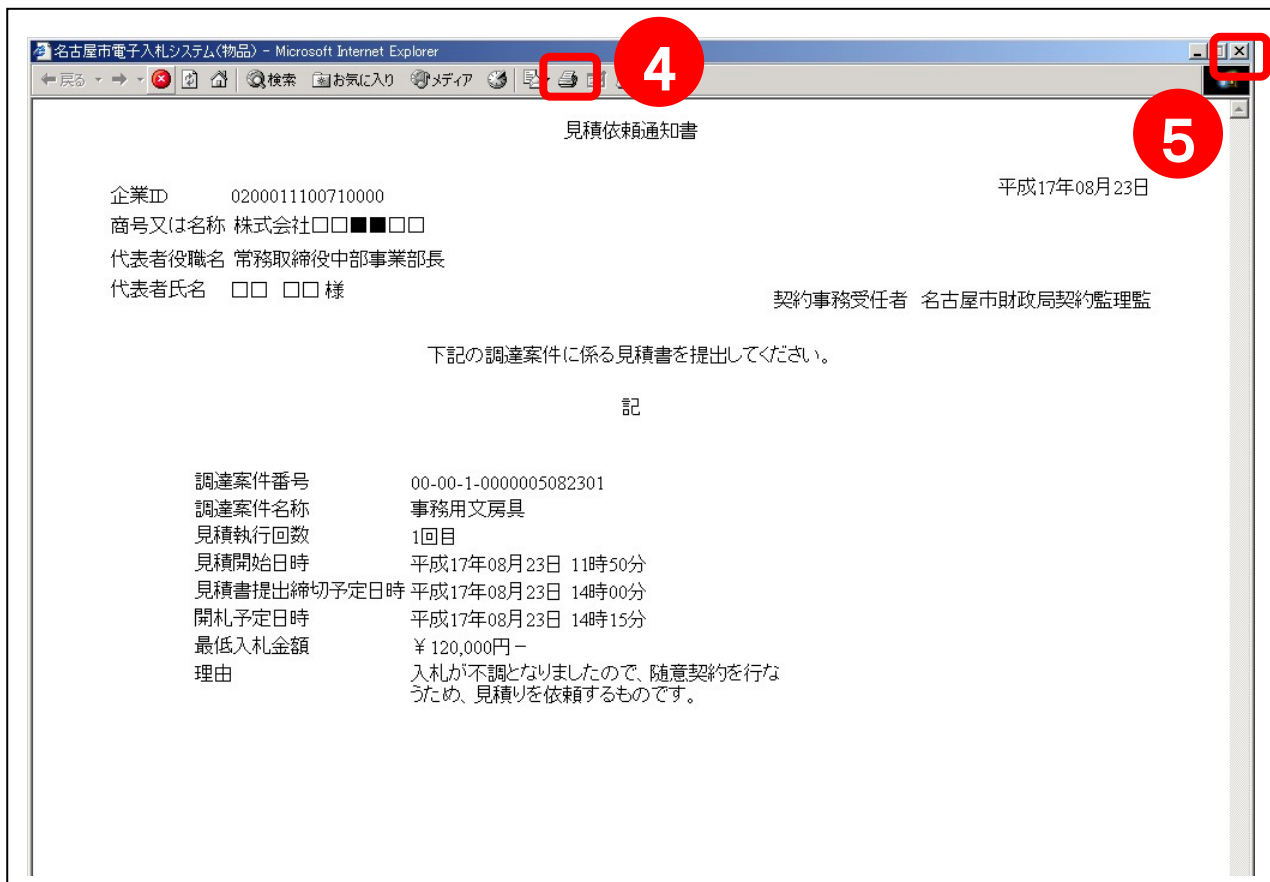 名古屋市電子入札システム(物品) - Microsoft Internet Explorer
戻る 検索 お気に入り メディア
4
5
見積依頼通知書
平成17年08月23日
企業ID 0200011100710000
商号又は名称 株式会社□□■■□□
代表者役職名 常務取締役中部事業部長
代表者氏名 □□ □□様
契約事務受任者 名古屋市財政局契約監理監
下記の調達案件に係る見積書を提出してください。
記
調達案件番号 00-00-1-0000005082301
調達案件名称 事務用文房具
見積執行回数 1回目
見積開始日時 平成17年08月23日 11時50分
見積書提出締切予定日時 平成17年08月23日 14時00分
開札予定日時 平成17年08月23日 14時15分
最低入札金額 ￥120,000円－
理由 入札が不調となりましたので、随意契約を行な
うため、見積りを依頼するものです。